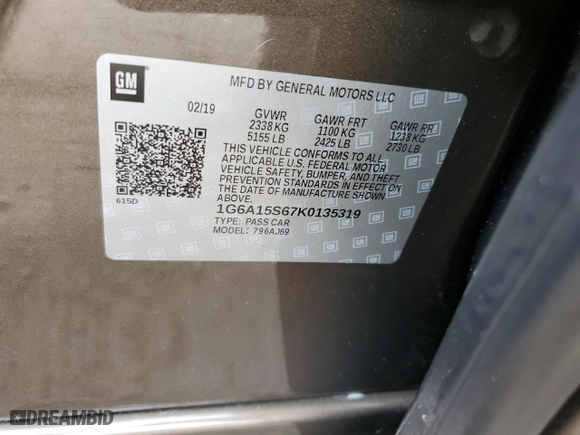 GM
MFD BY GENERAL MOTORS LLC
02/19
GVWR GAWR FRT GAWR RR
2338 KG 1100 KG 1238 KG
5155 LB 2425 LB 2730 LB
THIS VEHICLE CONFORMS TO ALL
APPLICABLE U.S. FEDERAL MOTOR
VEHICLE SAFETY, BUMPER, AND THEFT
PREVENTION STANDARDS IN EFFECT ON
THE DATE OF MANUFACTURE SHOWN
ABOVE.
615D
1G6A15S67K0135319
TYPE: PASS CAR
MODEL: 796AJ69
DREAMBID